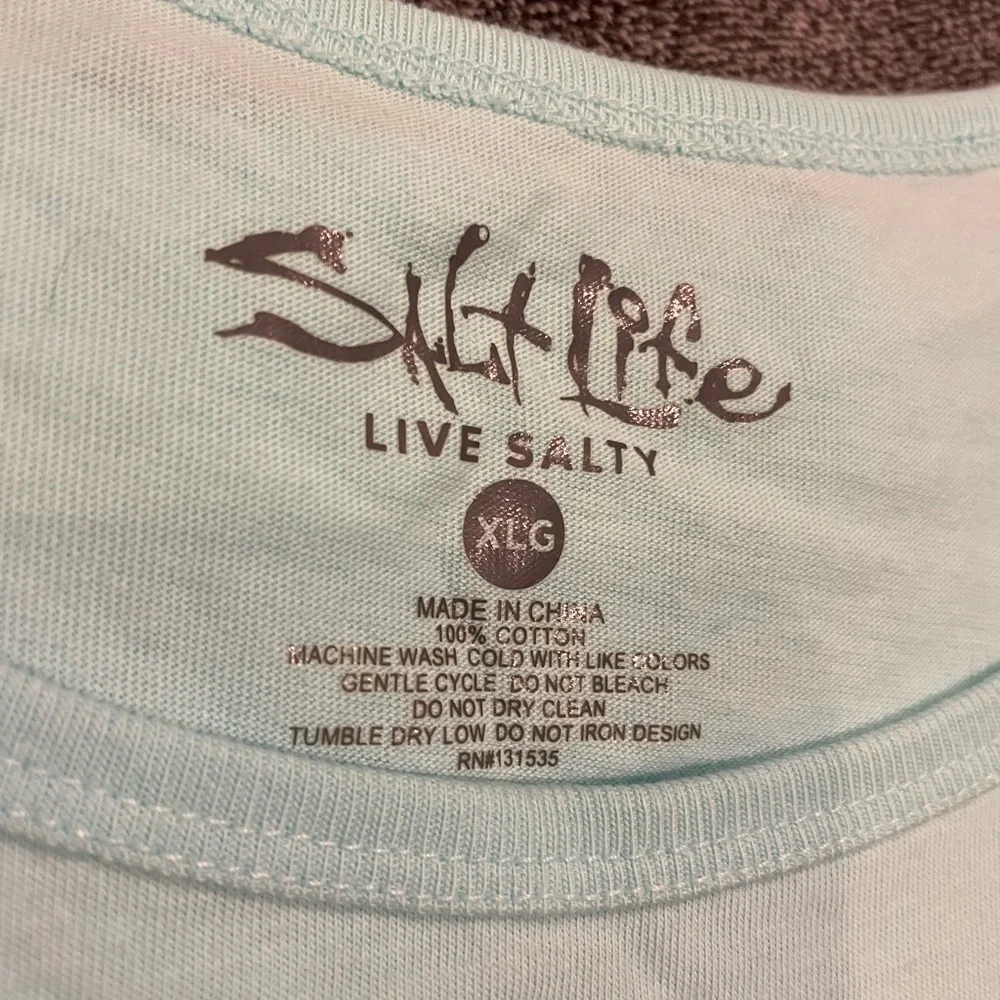 Salt Life
LIVE SALTY
XLG
MADE IN CHINA
100% COTTON
MACHINE WASH COLD WITH LIKE COLORS
GENTLE CYCLE DO NOT BLEACH
DO NOT DRY CLEAN
TUMBLE DRY LOW DO NOT IRON DESIGN
RN#131535